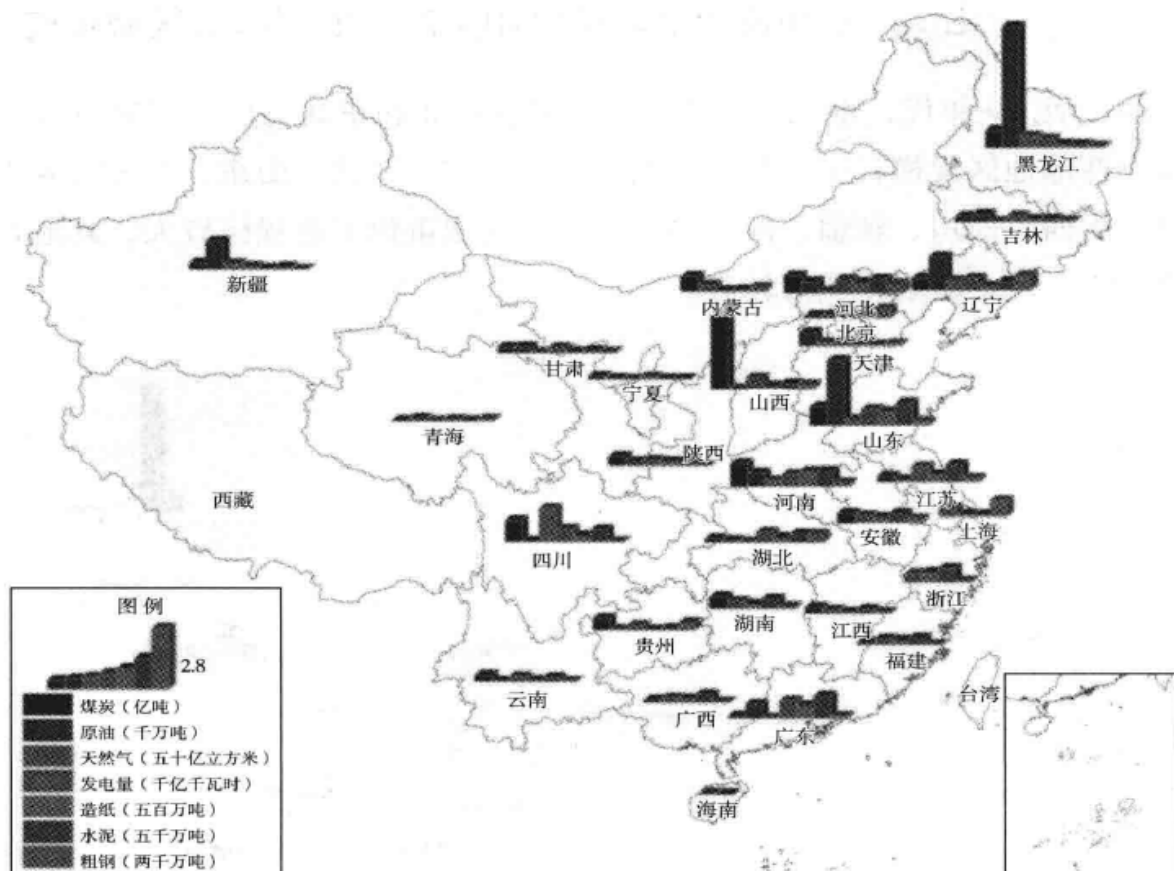 黑龙江
吉林
新疆
内蒙古
河北
辽宁
北京
甘肃
宁夏
天津
山西
青海
山东
陕西
西藏
河南
江苏
四川
湖北
安徽
上海
浙江
图 例
湖南
江西
贵州
福建
2.8
云南
广西
广东
台湾
煤炭（亿吨）
原油（千万吨）
天然气（五十亿立方米）
发电量（千亿千瓦时）
造纸（五百万吨）
海南
水泥（五千万吨）
粗钢（两千万吨）